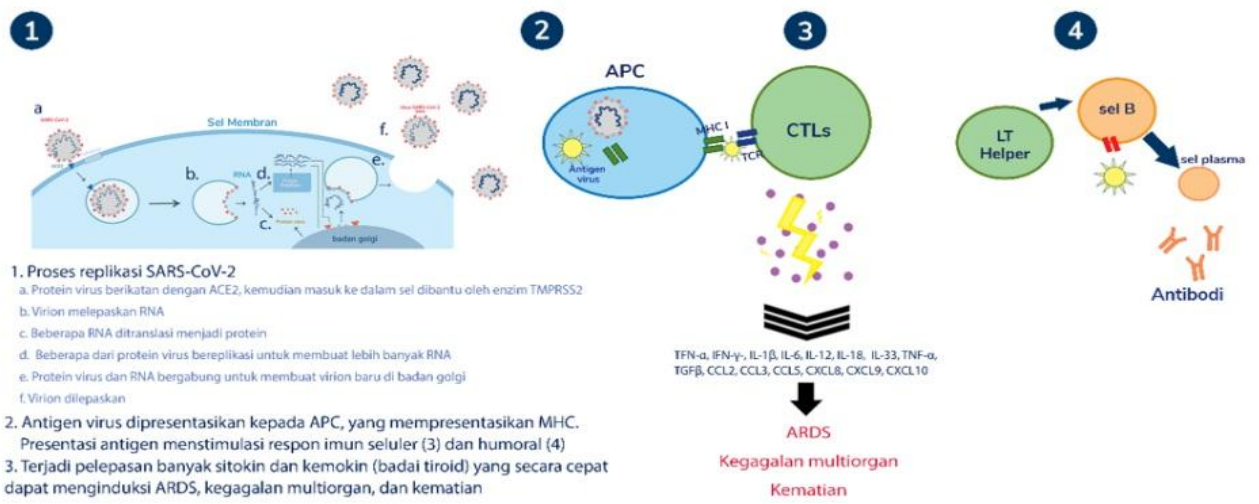 1
2
3
4
a
SARS-CoV-2
Sel Membran
f.
b.
RNA
d.
e.
c.
badan golgi
APC
Antigen
virus
MHC I
TCR
CTLs
LT
Helper
sel B
sel plasma
Antibodi
TFN-α, IFN-γ-, IL-1β, IL-6, IL-12, IL-18, IL-33, TNF-α,
TGFβ, CCL2, CCL3, CCL5, CXCL8, CXCL9, CXCL10
ARDS
Kegagalan multiorgan
Kematian
1. Proses replikasi SARS-CoV-2
a. Protein virus berikatan dengan ACE2, kemudian masuk ke dalam sel dibantu oleh enzim TMPRSS2
b. Virion melepaskan RNA
c. Beberapa RNA ditranslasi menjadi protein
d. Beberapa dari protein virus bereplikasi untuk membuat lebih banyak RNA
e. Protein virus dan RNA bergabung untuk membuat virion baru di badan golgi
f. Virion dilepaskan
2. Antigen virus dipresentasikan kepada APC, yang mempresentasikan MHC.
Presentasi antigen menstimulasi respon imun seluler (3) dan humoral (4)
3. Terjadi pelepasan banyak sitokin dan kemokin (badai tiroid) yang secara cepat
dapat menginduksi ARDS, kegagalan multiorgan, dan kematian